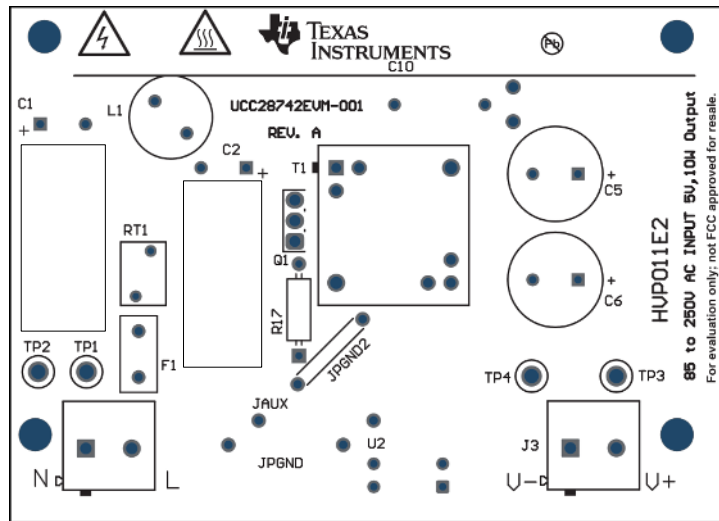 TEXAS
INSTRUMENTS
Pb
C10
C1
L1
UCC28742EVM-001
REV. A
C2
T1
+
+
+
C5
RT1
Q1
+
C6
R17
TP2
TP1
F1
JPGND2
TP4
TP3
JAUX
JPGND
U2
J3
N
L
V-
V+
HVP011E2
85 to 250V AC INPUT 5V,10W Output
For evaluation only; not FCC approved for resale.